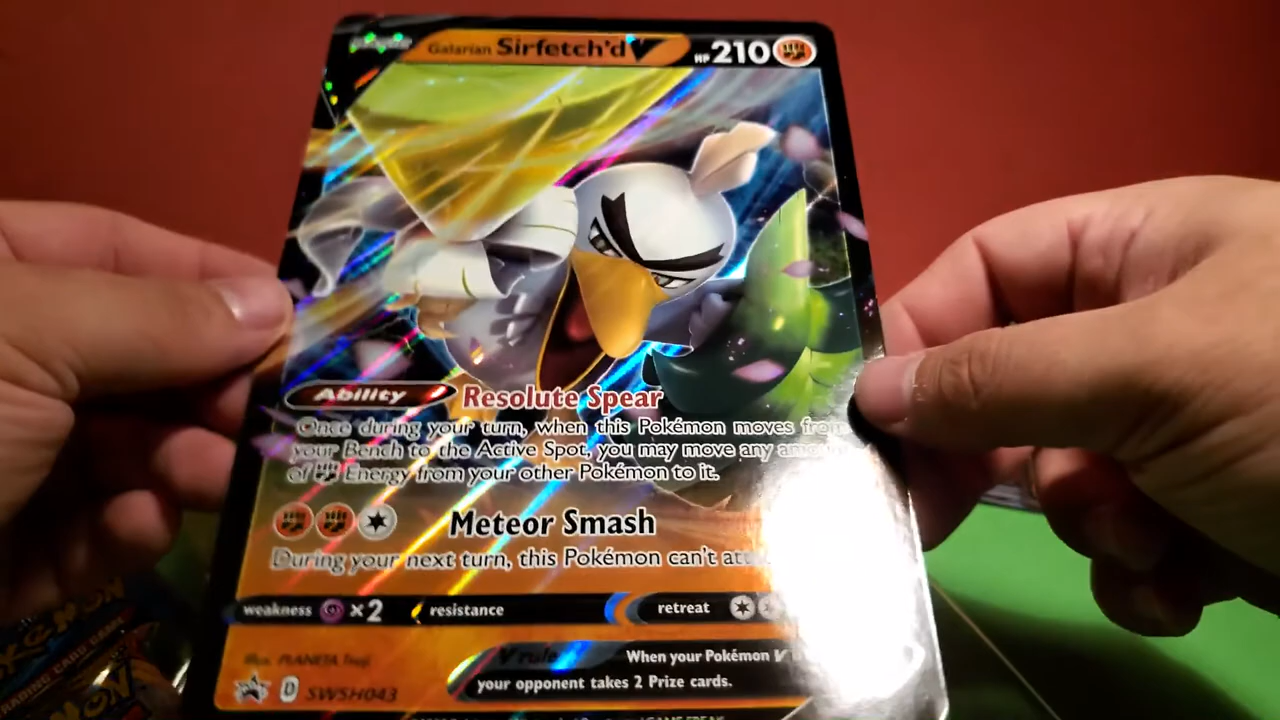 Galarian Sirfetch'd V HP 210
Ability Resolute Spear
Once during your turn, when this Pokémon moves from
your Bench to the Active Spot, you may move any
of Energy from your other Pokémon to it.
Meteor Smash
During your next turn, this Pokémon can't
weakness ×2 resistance retreat
Illus. PLANETA Tsuji
V rule When your Pokémon V
your opponent takes 2 Prize cards.
D SWSH043